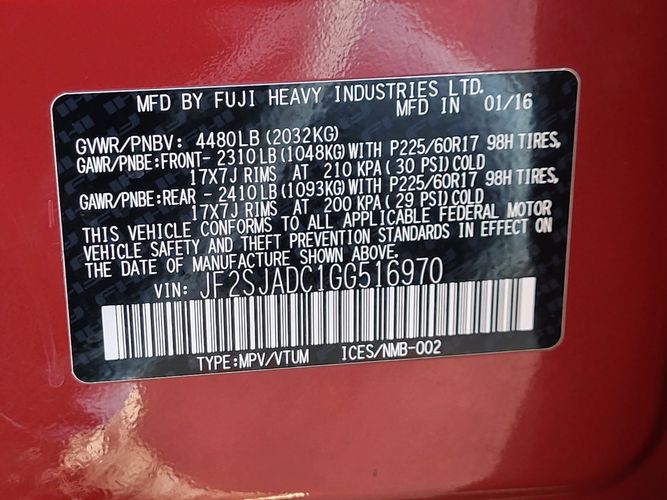 MFD BY FUJI HEAVY INDUSTRIES LTD.
MFD IN 01/16
GVWR/PNBV: 4480LB(2032KG)
GAWR/PNBE:FRONT- 2310LB(1048KG)WITH P225/60R17 98H TIRES,
17X7J RIMS AT 210 KPA(30 PSI)COLD
GAWR/PNBE:REAR - 2410LB(1093KG)WITH P225/60R17 98H TIRES,
17X7J RIMS AT 200 KPA(29 PSI)COLD
THIS VEHICLE CONFORMS TO ALL APPLICABLE FEDERAL MOTOR
VEHICLE SAFETY AND THEFT PREVENTION STANDARDS IN EFFECT ON
THE DATE OF MANUFACTURE SHOWN ABOVE.
VIN: JF2SJADC1GG516970
TYPE:MPV/VTUM ICES/NMB-002